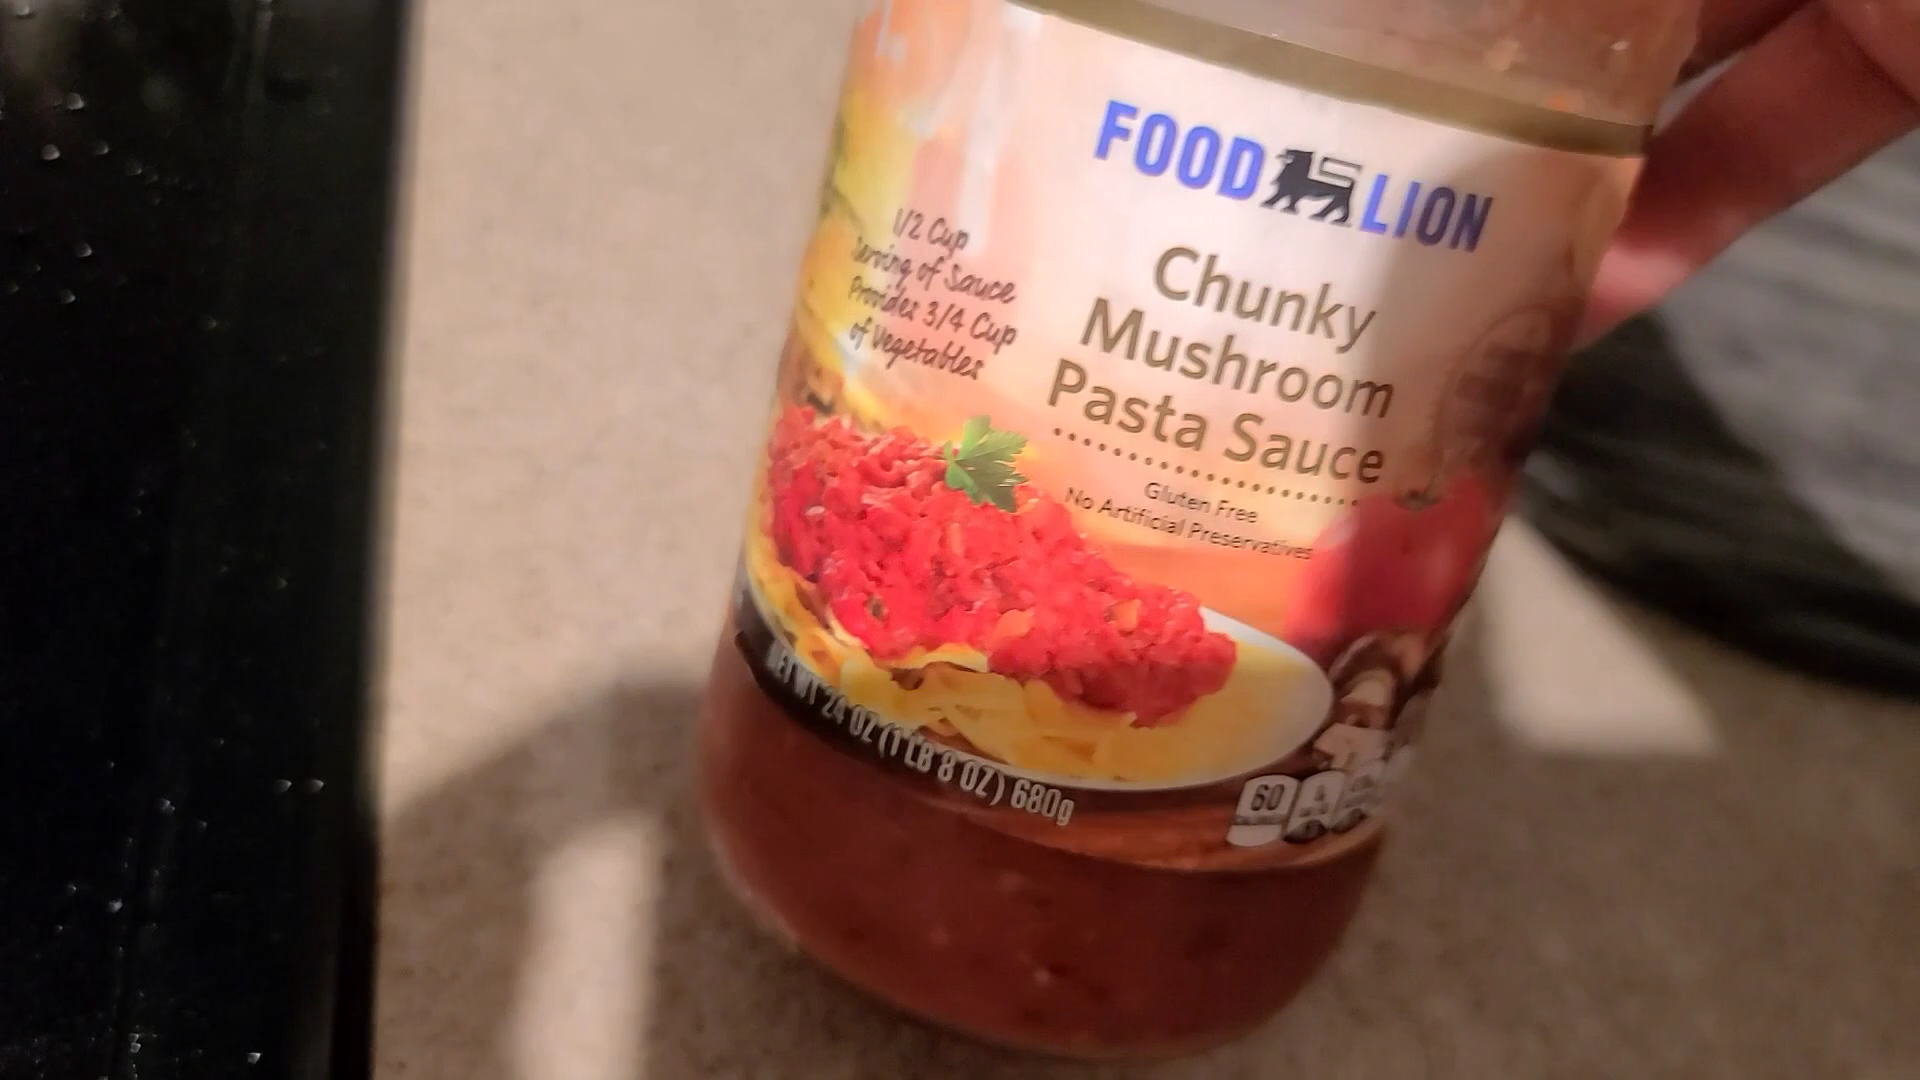 FOOD LION
Chunky
Mushroom
Pasta Sauce
Gluten Free
No Artificial Preservatives
1/2 Cup
Serving of Sauce
Provides 3/4 Cup
of Vegetables
NET WT 24 OZ (1 LB 8 OZ) 680g
60